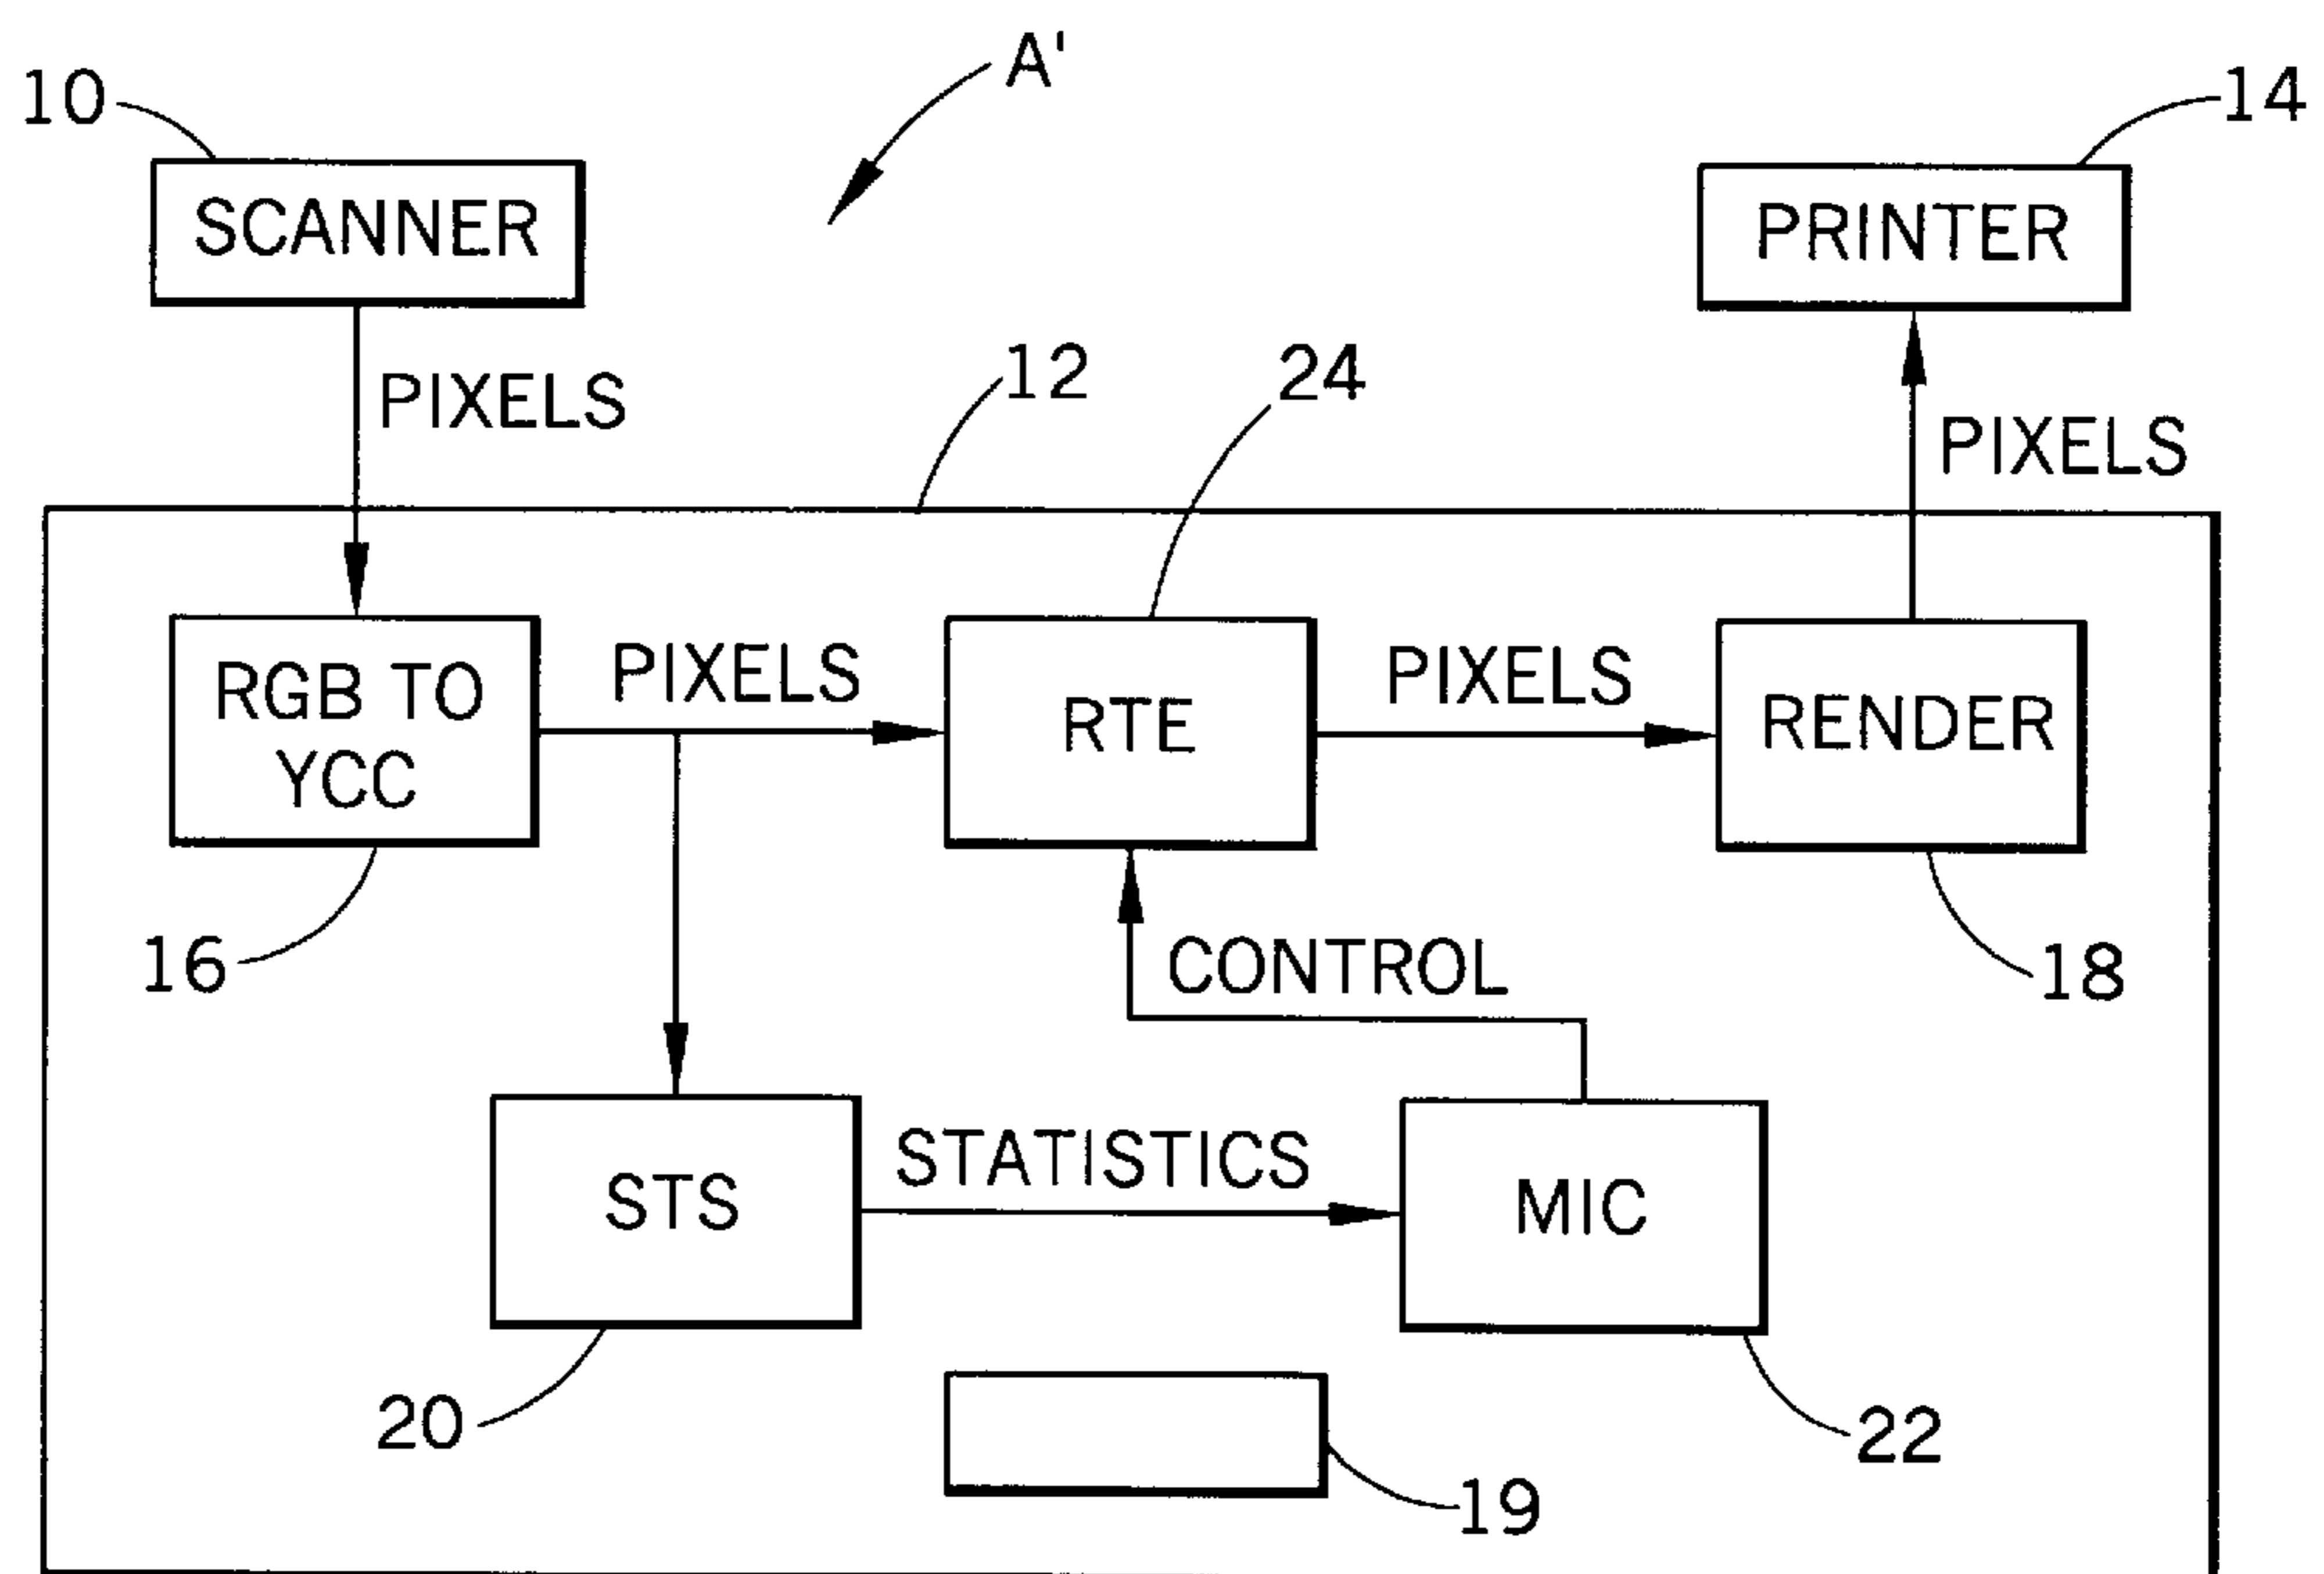 A'
10
14
SCANNER
PRINTER
12
24
PIXELS
PIXELS
RGB TO
YCC
PIXELS
RTE
PIXELS
RENDER
16
CONTROL
18
STS
STATISTICS
MIC
20
22
19